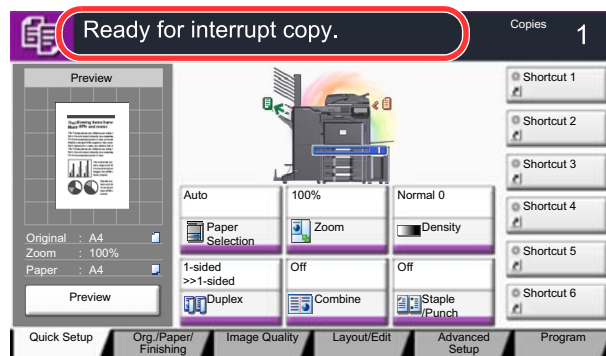 Ready for interrupt copy.
Copies
1
Preview
Original : A4
Zoom : 100%
Paper : A4
Preview
1
Auto
Paper
Selection
100%
Zoom
Normal 0
Density
1-sided
>>1-sided
Duplex
Off
Combine
Off
Staple
/Punch
Shortcut 1
Shortcut 2
Shortcut 3
Shortcut 4
Shortcut 5
Shortcut 6
Quick Setup
Org./Paper/
Finishing
Image Quality
Layout/Edit
Advanced
Setup
Program